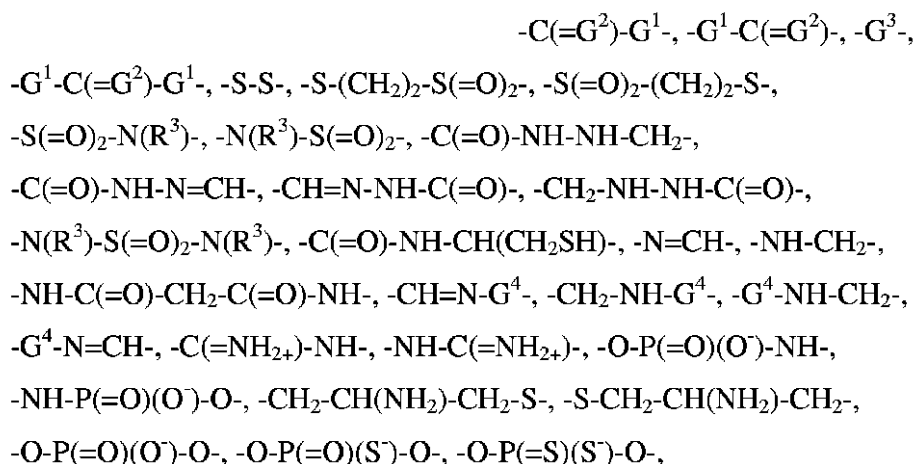 -C(=G²)-G¹-, -G¹-C(=G²)-, -G³-,
-G¹-C(=G²)-G¹-, -S-S-, -S-(CH₂)₂-S(=O)₂-, -S(=O)₂-(CH₂)₂-S-,
-S(=O)₂-N(R³)-, -N(R³)-S(=O)₂-, -C(=O)-NH-NH-CH₂-,
-C(=O)-NH-N=CH-, -CH=N-NH-C(=O)-, -CH₂-NH-NH-C(=O)-,
-N(R³)-S(=O)₂-N(R³)-, -C(=O)-NH-CH(CH₂SH)-, -N=CH-, -NH-CH₂-,
-NH-C(=O)-CH₂-C(=O)-NH-, -CH=N-G⁴-, -CH₂-NH-G⁴-, -G⁴-NH-CH₂-,
-G⁴-N=CH-, -C(=NH₂₊)-NH-, -NH-C(=NH₂₊)-, -O-P(=O)(O⁻)-NH-,
-NH-P(=O)(O⁻)-O-, -CH₂-CH(NH₂)-CH₂-S-, -S-CH₂-CH(NH₂)-CH₂-,
-O-P(=O)(O⁻)-O-, -O-P(=O)(S⁻)-O-, -O-P(=S)(S⁻)-O-,